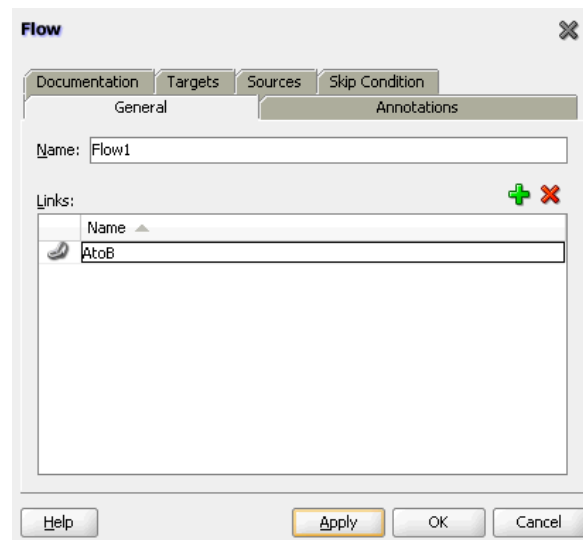 Flow
Documentation Targets Sources Skip Condition
General Annotations
Name: Flow1
Links:
Name
AtoB
Help Apply OK Cancel